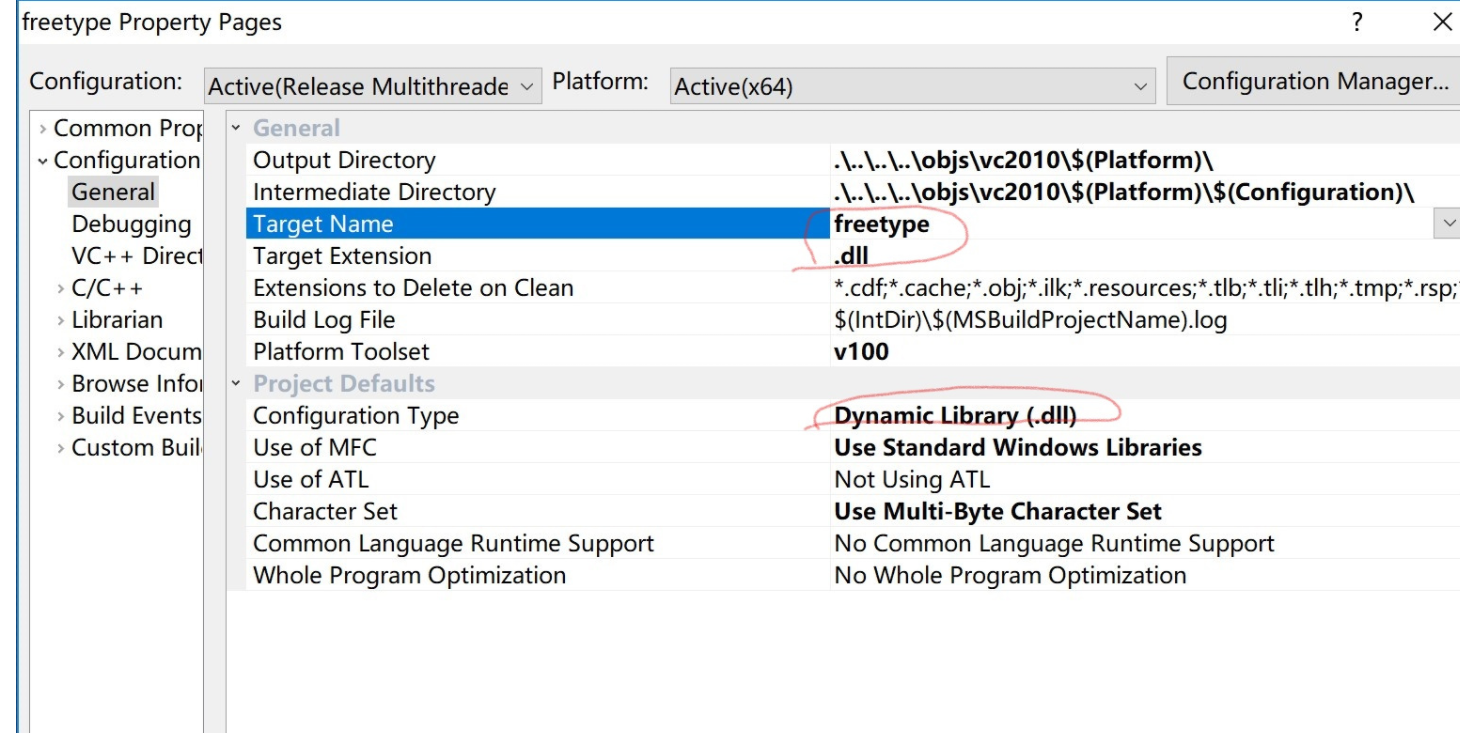 freetype Property Pages
Configuration: Active(Release Multithreade Platform: Active(x64) Configuration Manager...
Common Prop
Configuration
General
Debugging
VC++ Direct
C/C++
Librarian
XML Docum
Browse Infor
Build Events
Custom Buil
General
Output Directory .\..\..\..\objs\vc2010\$(Platform)\
Intermediate Directory .\..\..\..\objs\vc2010\$(Platform)\$(Configuration)\
Target Name freetype
Target Extension .dll
Extensions to Delete on Clean *.cdf;*.cache;*.obj;*.ilk;*.resources;*.tlb;*.tli;*.tlh;*.tmp;*.rsp;
Build Log File $(IntDir)\$(MSBuildProjectName).log
Platform Toolset v100
Project Defaults
Configuration Type Dynamic Library (.dll)
Use of MFC Use Standard Windows Libraries
Use of ATL Not Using ATL
Character Set Use Multi-Byte Character Set
Common Language Runtime Support No Common Language Runtime Support
Whole Program Optimization No Whole Program Optimization